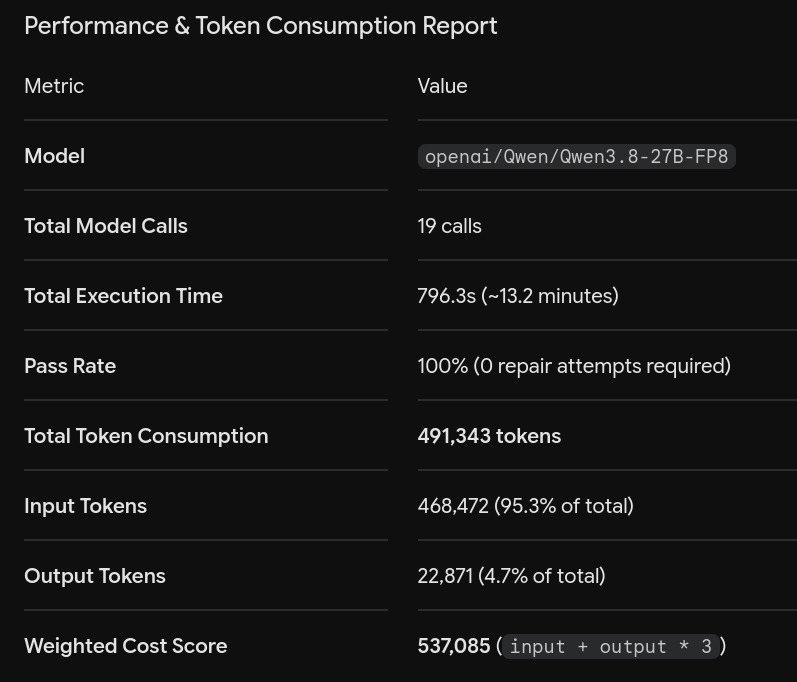 Performance & Token Consumption Report
Metric Value
Model openai/Qwen/Qwen3.8-27B-FP8
Total Model Calls 19 calls
Total Execution Time 796.3s (~13.2 minutes)
Pass Rate 100% (0 repair attempts required)
Total Token Consumption 491,343 tokens
Input Tokens 468,472 (95.3% of total)
Output Tokens 22,871 (4.7% of total)
Weighted Cost Score 537,085 (input + output * 3)